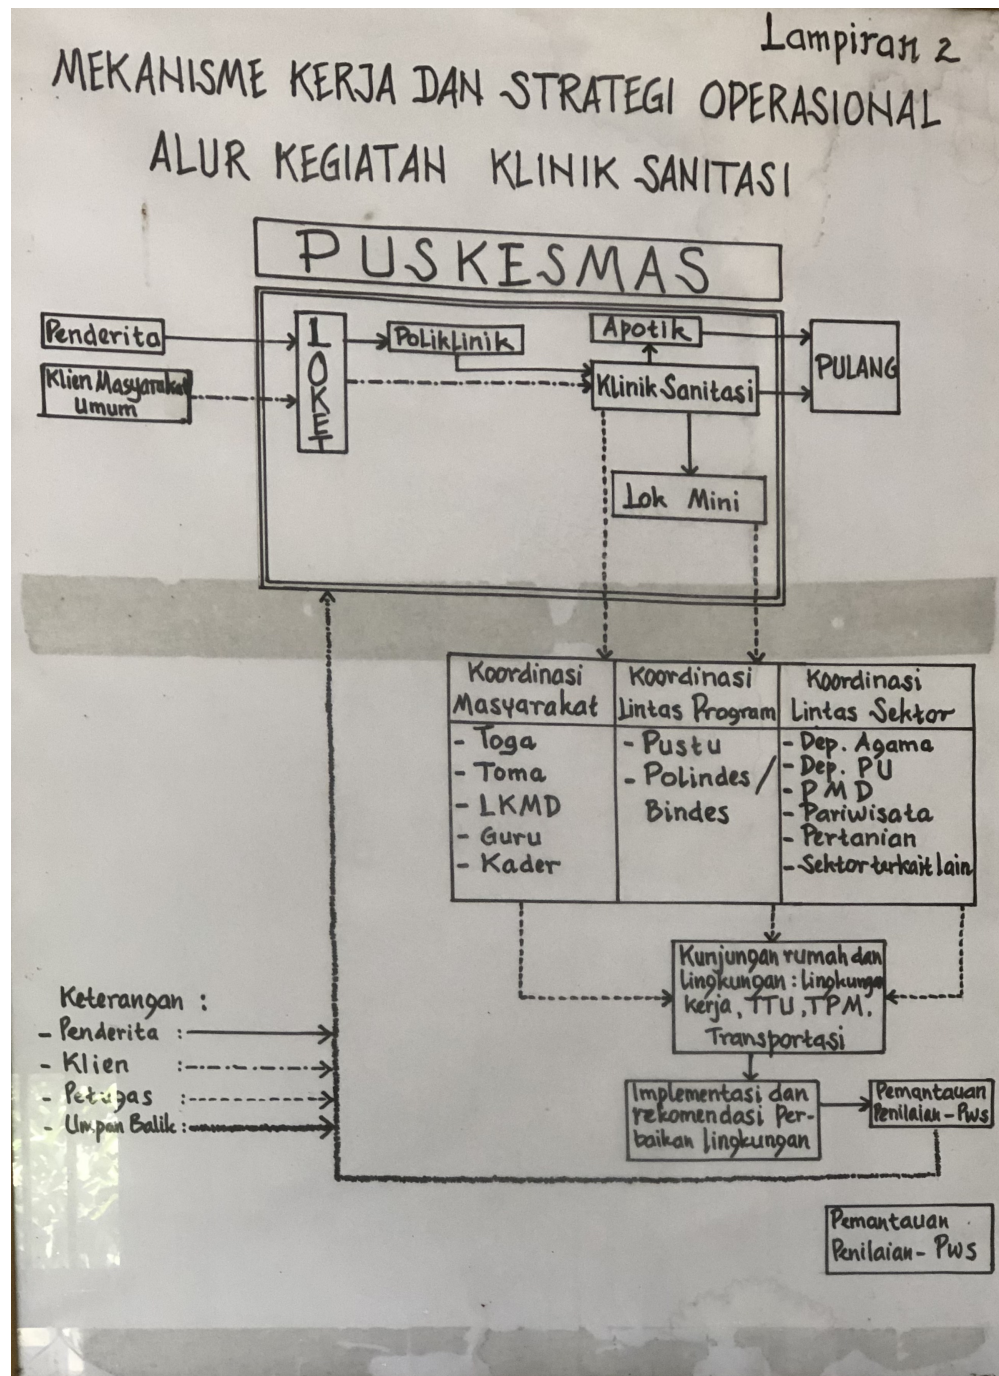 Lampiran 2
MEKANISME KERJA DAN STRATEGI OPERASIONAL
ALUR KEGIATAN KLINIK SANITASI
PUSKESMAS
Penderita
Klien Masyarakat
Umum
LOKET
Poliklinik
Apotik
Klinik Sanitasi
Lok Mini
PULANG
Koordinasi
Masyarakat
- Toga
- Toma
- LKMD
- Guru
- Kader
Koordinasi
Lintas Program
- Pustu
- Polindes /
Bindes
Koordinasi
Lintas Sektor
- Dep. Agama
- Dep. PU
- PMD
- Pariwisata
- Pertanian
- Sektor terkait lain
Kunjungan rumah dan
lingkungan : lingkungan
kerja, TTU, TPM,
Transportasi
Implementasi dan
rekomendasi Per-
baikan lingkungan
Pemantauan
Penilaian - Pws
Keterangan :
- Penderita :
- Klien :
- Petugas :
- Umpan Balik :
Pemantauan
Penilaian - Pws